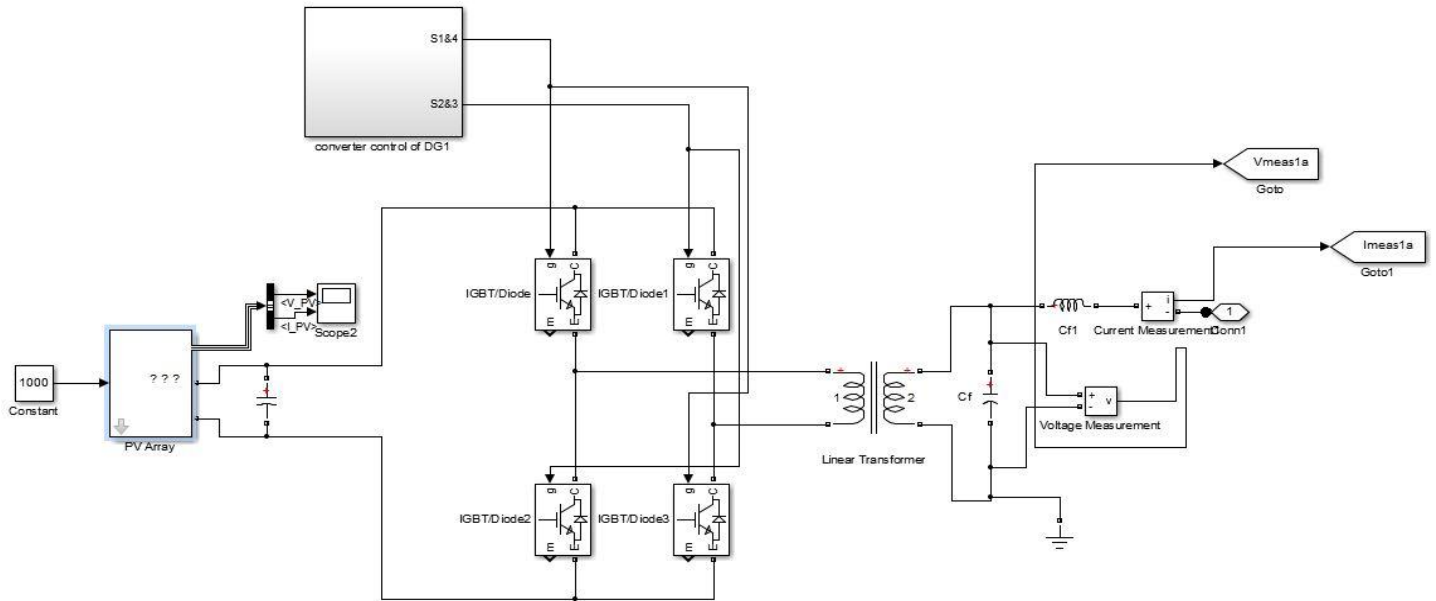 S1&4
S2&3
converter control of DG1
Vmeas1a
Goto
Imeas1a
Goto1
g C
IGBT/Diode
m E
g C
IGBT/Diode1
m E
<V_PV>
<I_PV>
Scope2
+ i
-
Cf1
Current Measurement
1
Conn1
1000
Constant
? ? ?
PV Array
+
+
1
+
2
Linear Transformer
+
Cf
+
-
v
Voltage Measurement
g C
IGBT/Diode2
m E
g C
IGBT/Diode3
m E